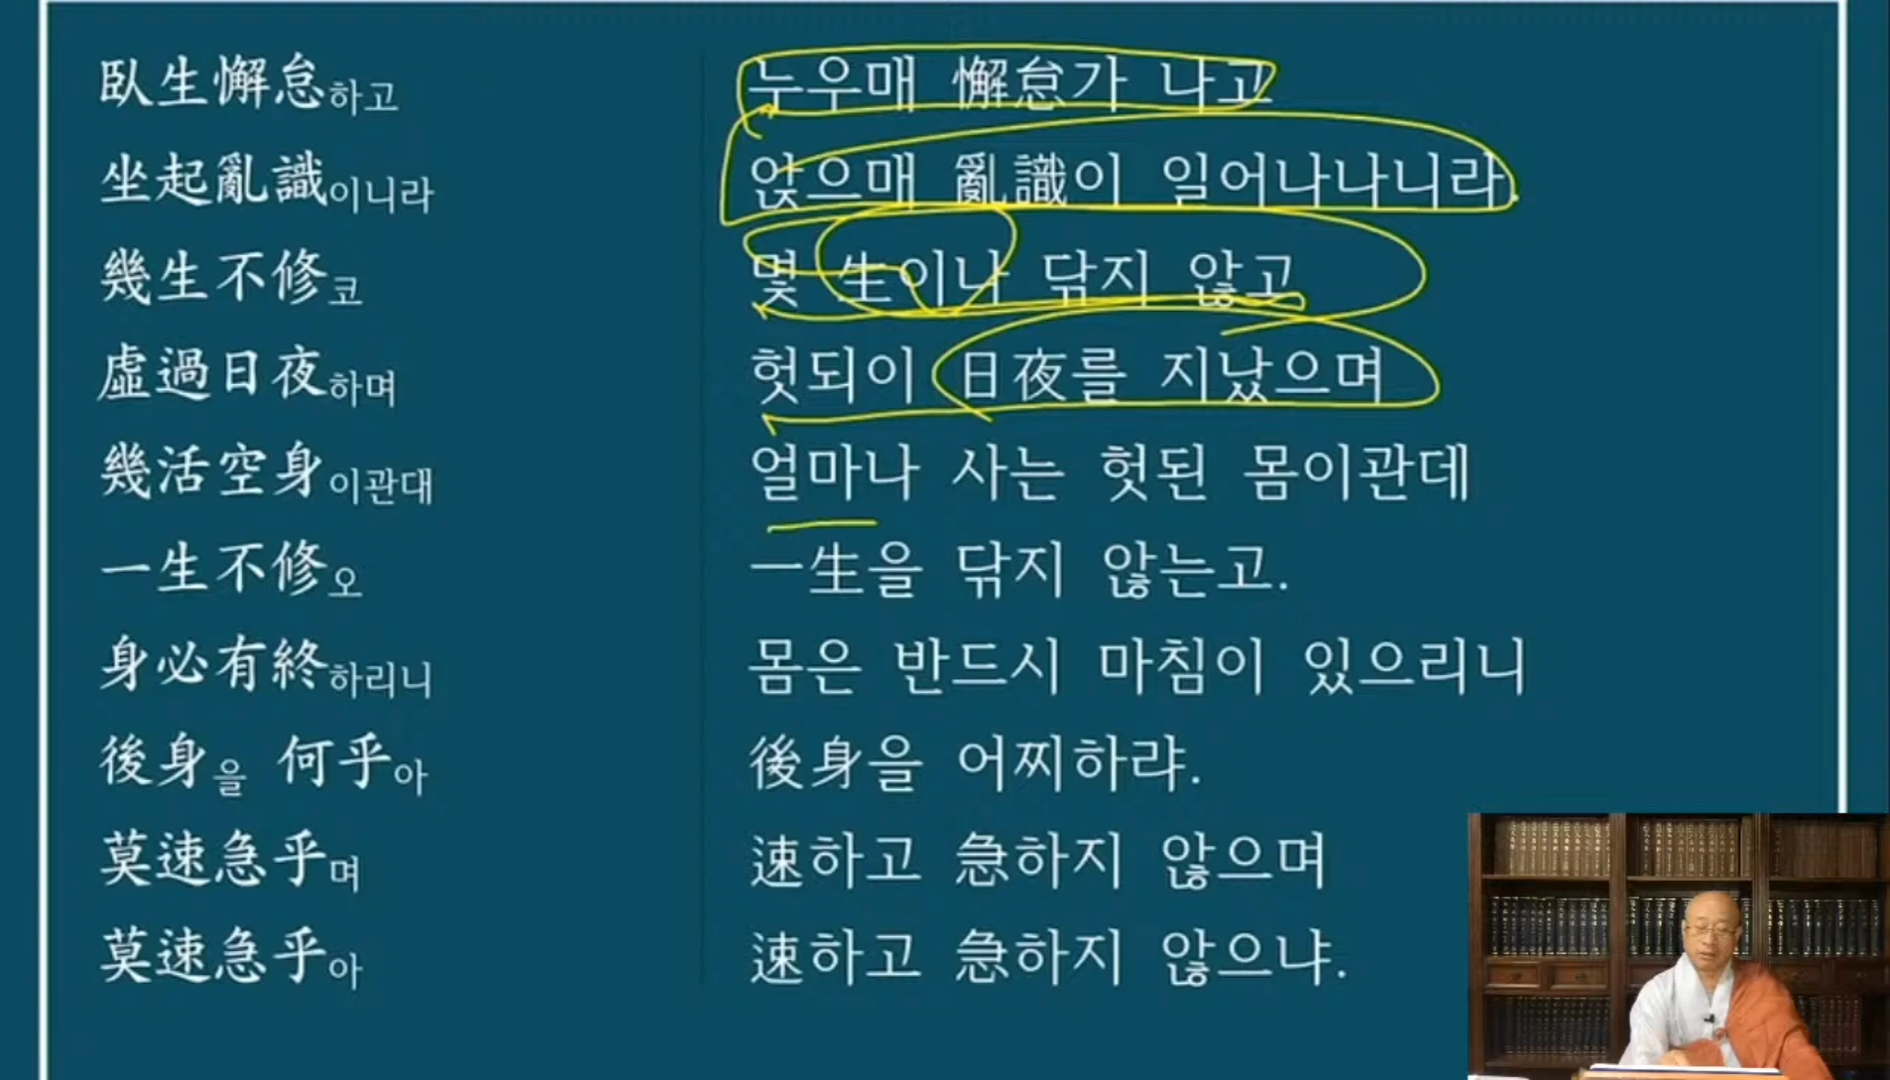 臥生懈怠하고
坐起亂識이니라
幾生不修코
虛過日夜하며
幾活空身이관대
一生不修오
身必有終하리니
後身을 何乎아
莫速急乎며
莫速急乎아
누우매 懈怠가 나고
앉으매 亂識이 일어나나니라.
몇 生이나 닦지 않고
헛되이 日夜를 지났으며
얼마나 사는 헛된 몸이관데
一生을 닦지 않는고.
몸은 반드시 마침이 있으리니
後身을 어찌하랴.
速하고 急하지 않으며
速하고 急하지 않으냐.